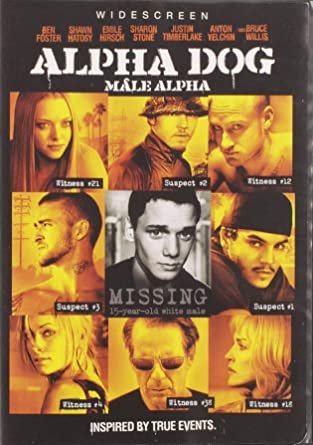 WIDESCREEN
BEN FOSTER SHAWN HATOSY EMILE HIRSCH SHARON STONE JUSTIN TIMBERLAKE ANTON YELCHIN AND BRUCE WILLIS
ALPHA DOG
MÂLE ALPHA
Witness #21
Suspect #2
Witness #12
Suspect #3
MISSING
15-year-old white male
Suspect #1
Witness #4
Witness #38
Witness #18
INSPIRED BY TRUE EVENTS.